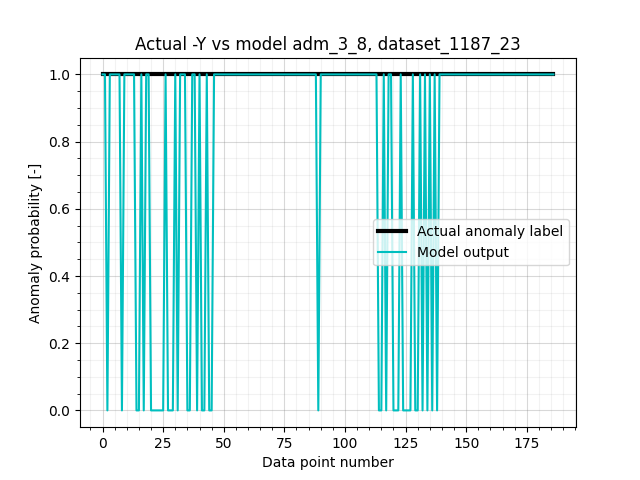 Actual -Y vs model adm_3_8, dataset_1187_23
Anomaly probability [-]
1.0
0.8
0.6
0.4
0.2
0.0
Actual anomaly label
Model output
0 25 50 75 100 125 150 175
Data point number